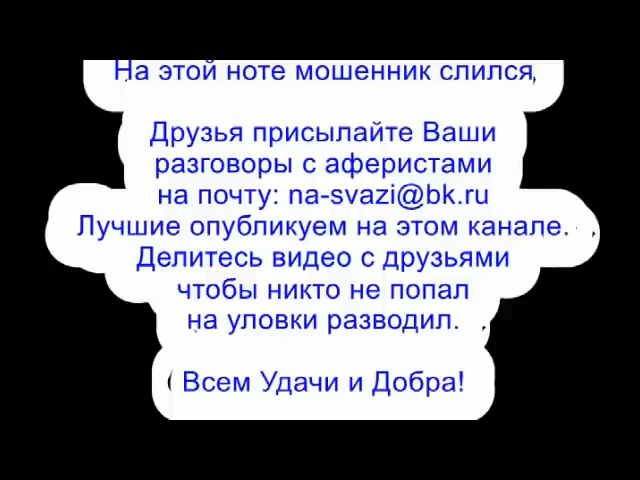 На этой ноте мошенник слился,
Друзья присылайте Ваши
разговоры с аферистами
на почту: na-svazi@bk.ru
Лучшие опубликуем на этом канале.
Делитесь видео с друзьями
чтобы никто не попал
на уловки разводил.
Всем Удачи и Добра!